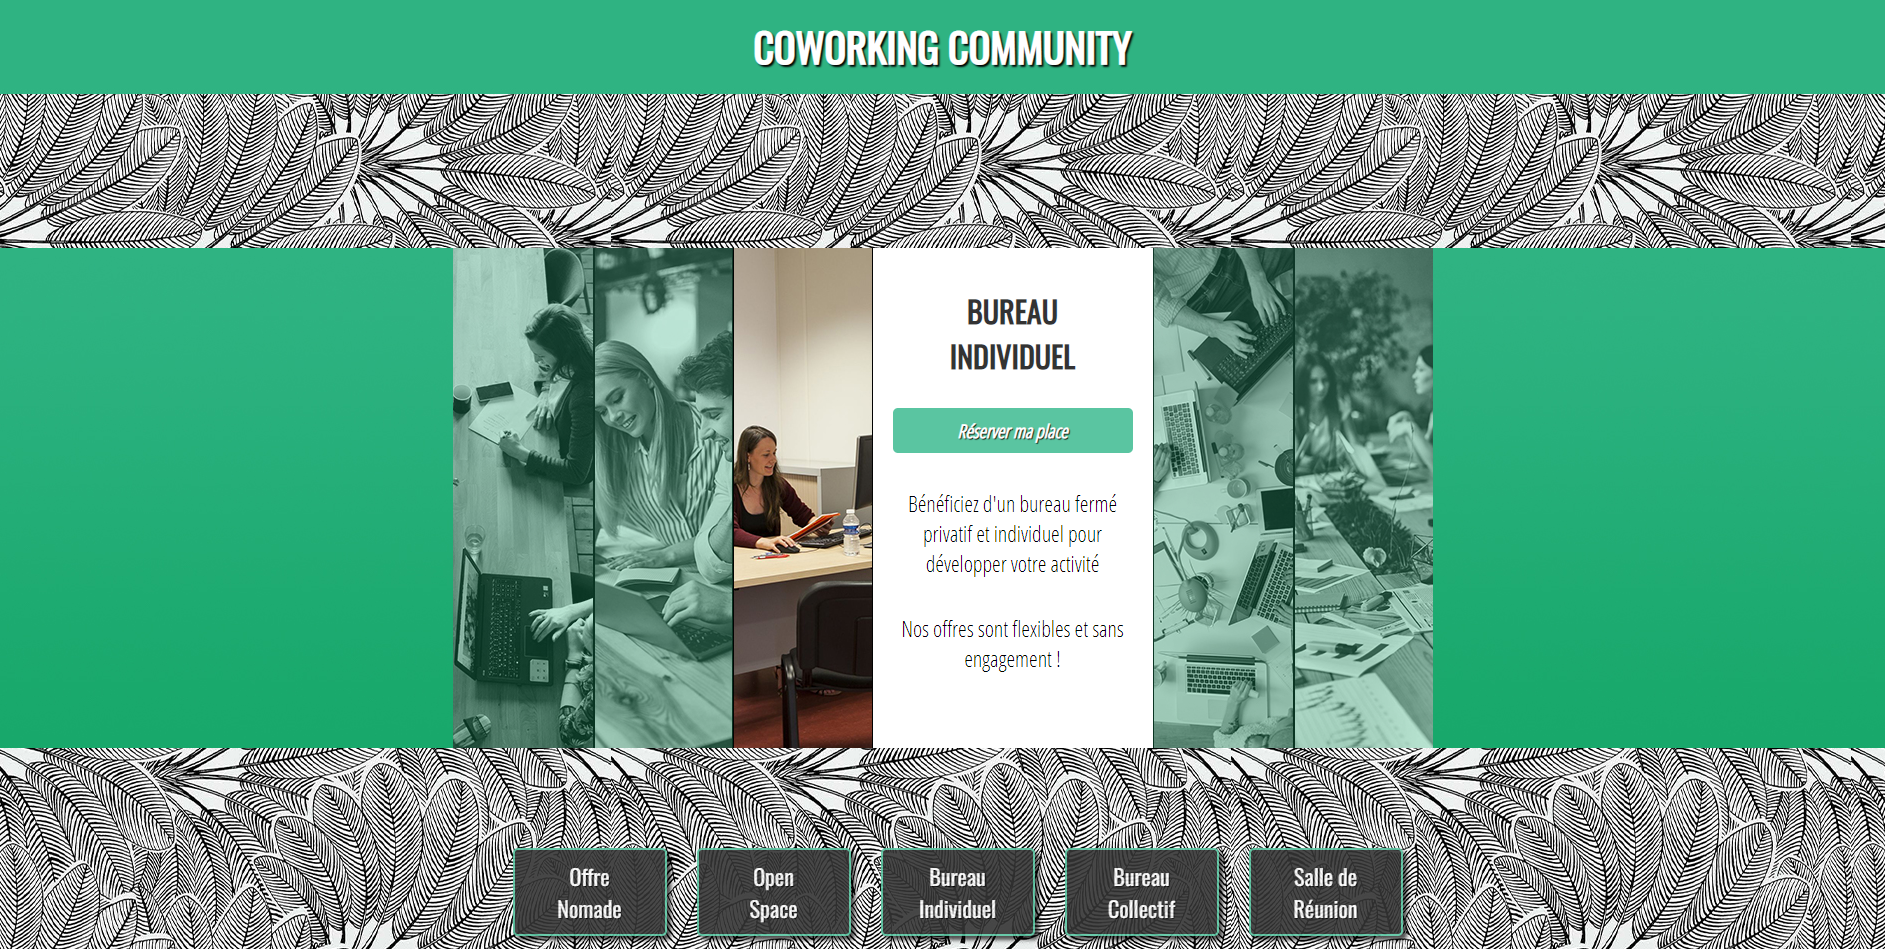 COWORKING COMMUNITY
BUREAU
INDIVIDUEL
Réserver ma place
Bénéficiez d'un bureau fermé
privatif et individuel pour
développer votre activité
Nos offres sont flexibles et sans
engagement !
Offre
Nomade
Open
Space
Bureau
Individuel
Bureau
Collectif
Salle de
Réunion